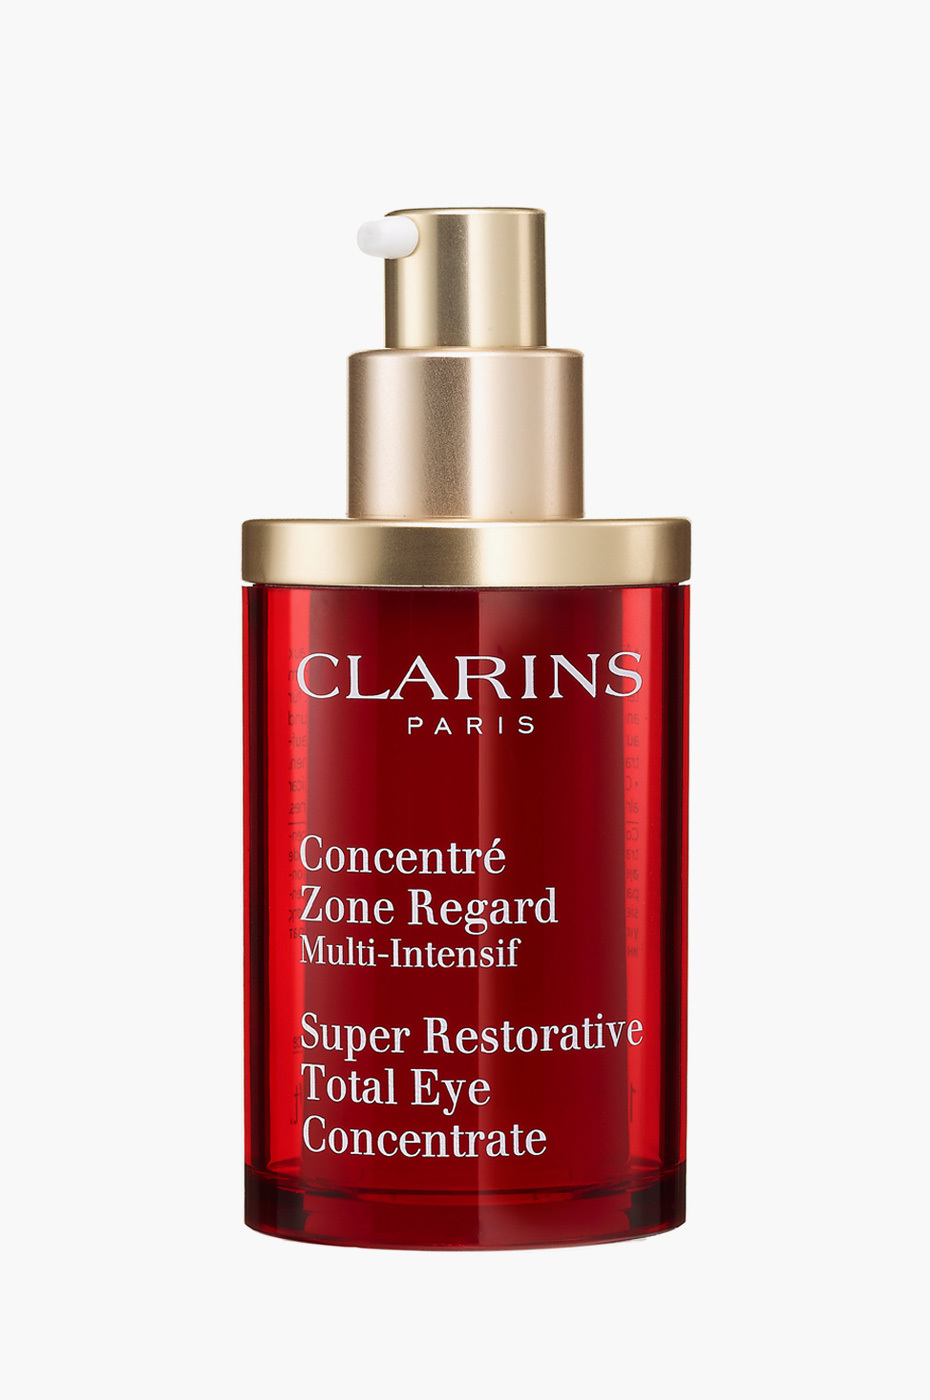 CLARINS
PARIS
Concentré
Zone Regard
Multi-Intensif
Super Restorative
Total Eye
Concentrate